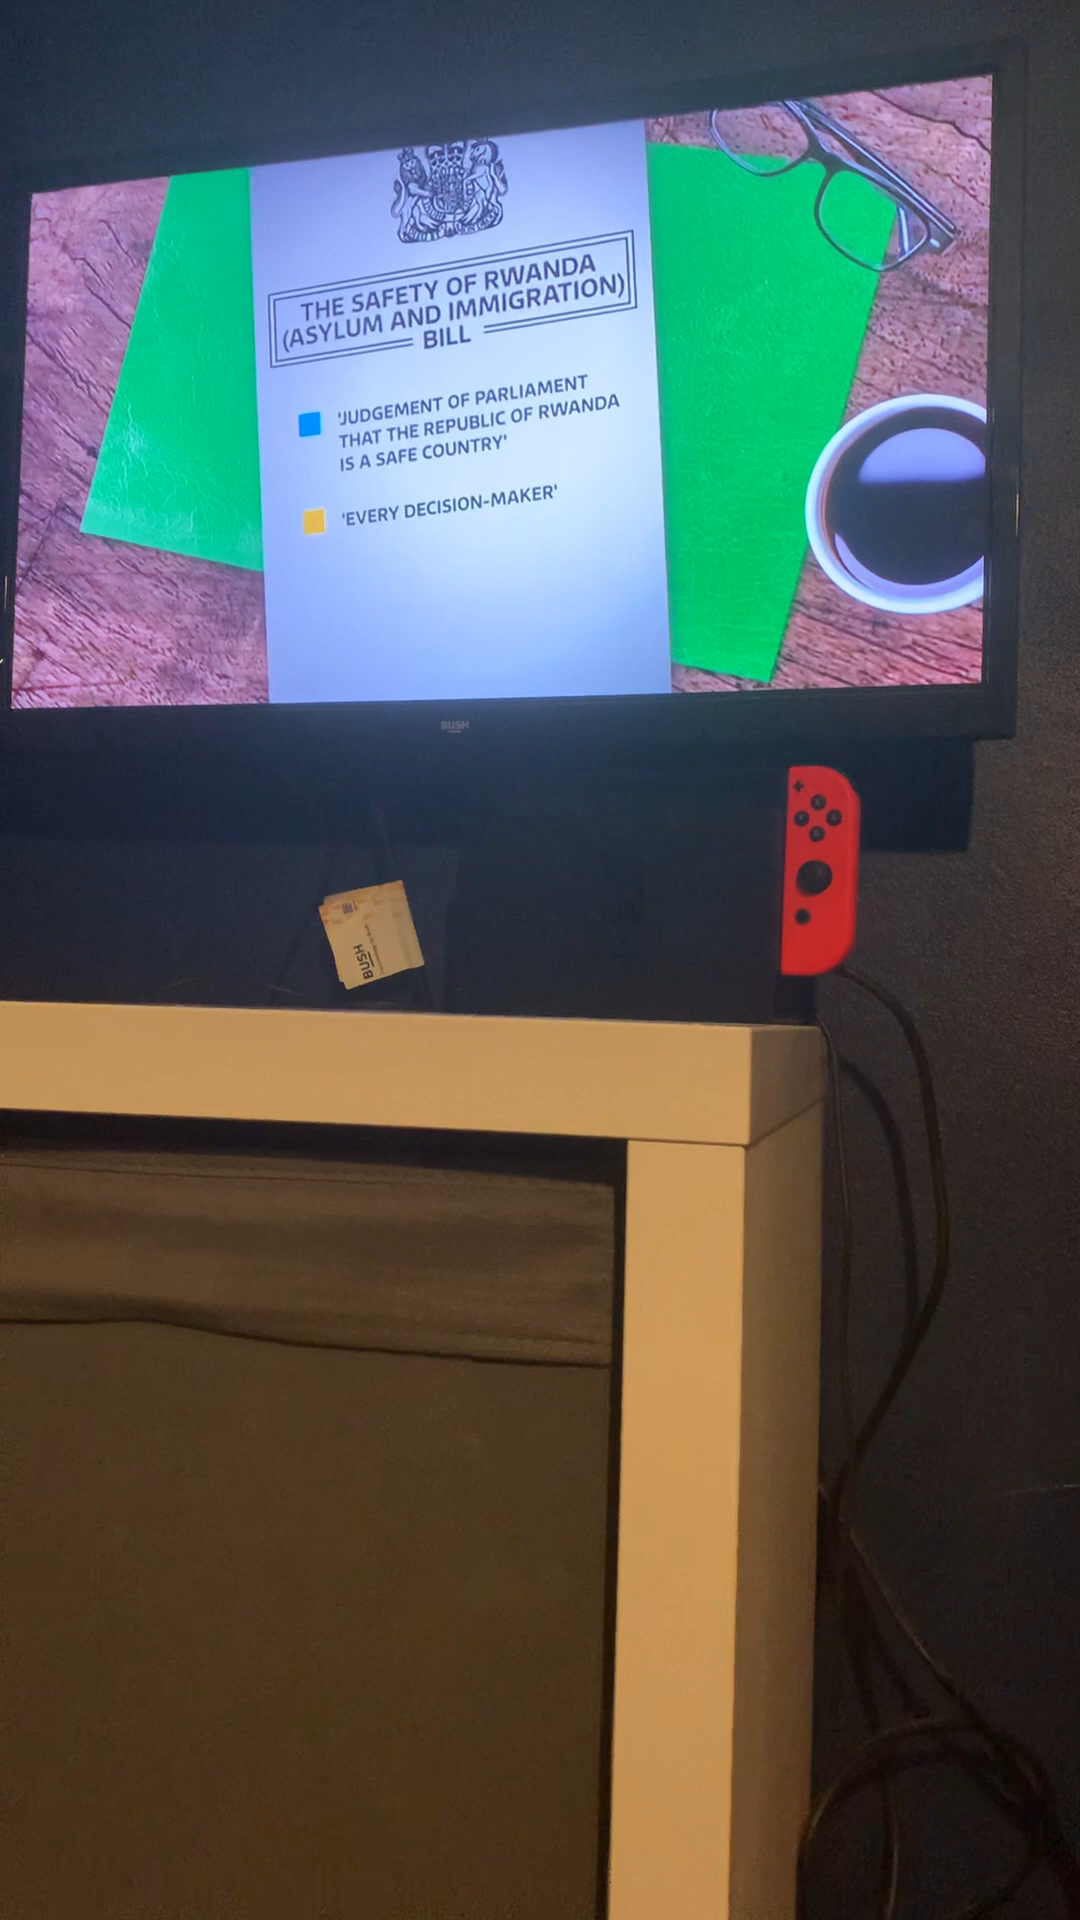 THE SAFETY OF RWANDA
(ASYLUM AND IMMIGRATION)
BILL
'JUDGEMENT OF PARLIAMENT
THAT THE REPUBLIC OF RWANDA
IS A SAFE COUNTRY'
'EVERY DECISION-MAKER'
BUSH
BUSH